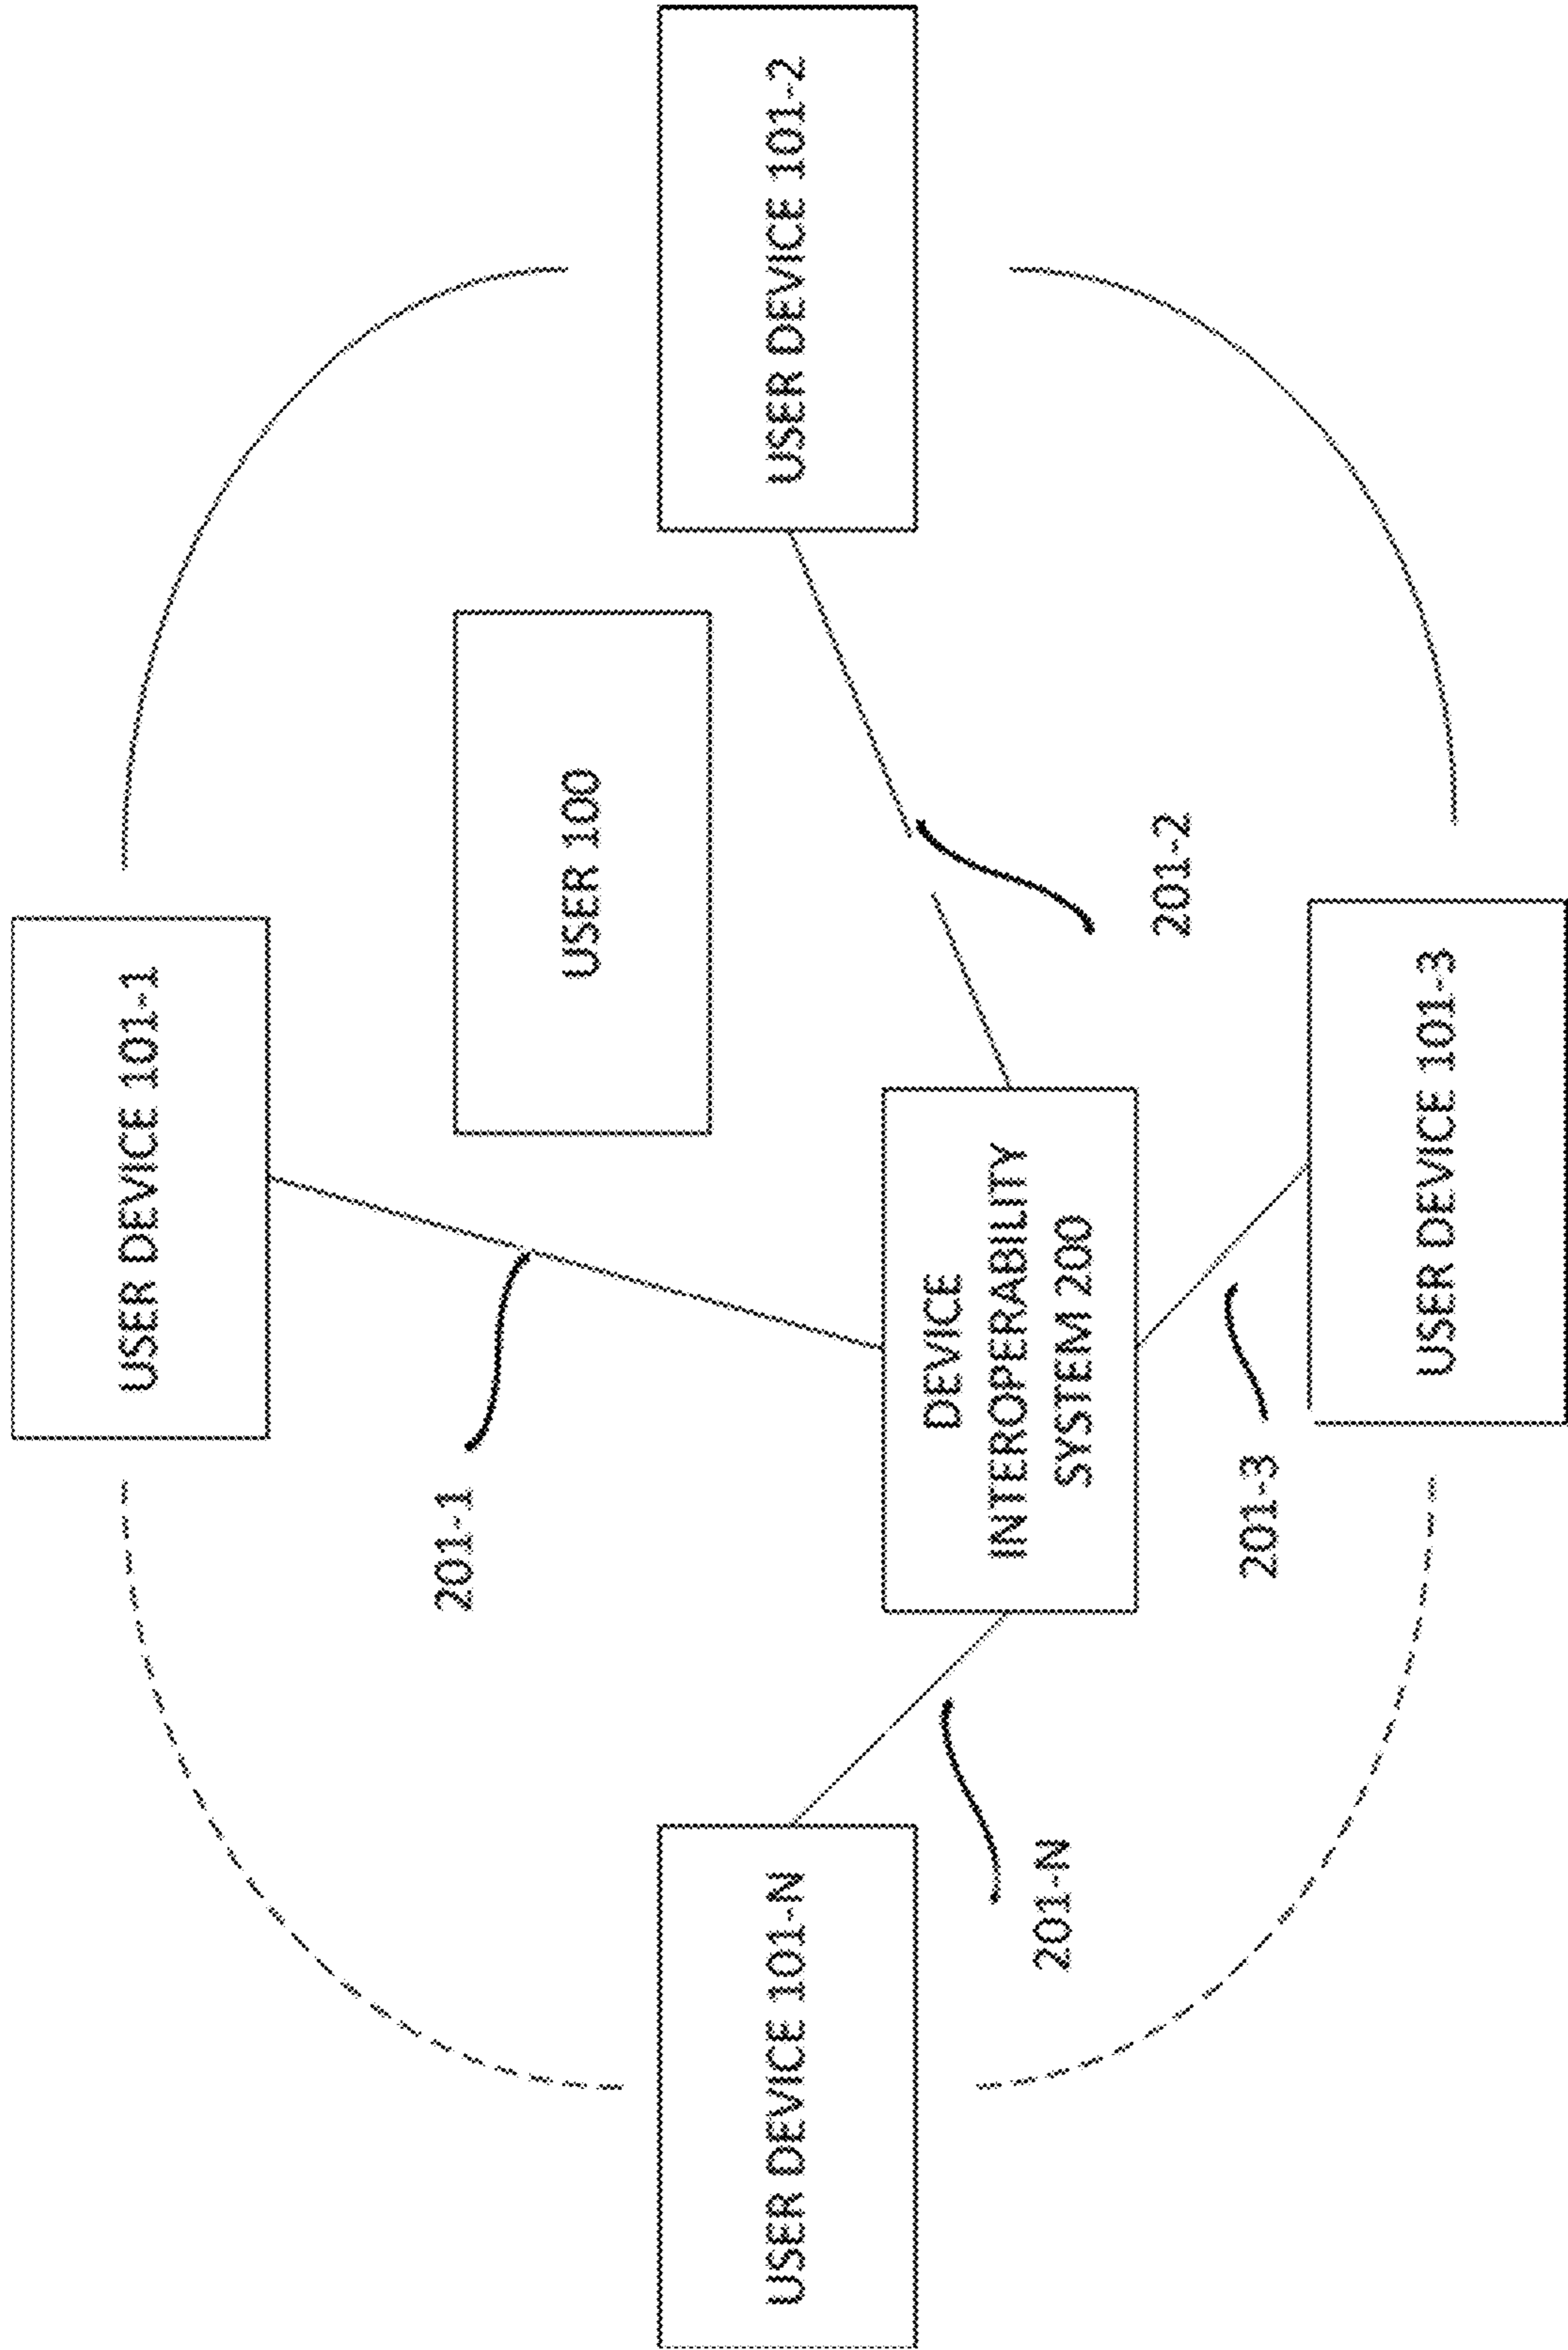 USER DEVICE 101-1
201-1
USER 100
USER DEVICE 101-N
USER DEVICE 101-2
DEVICE
INTEROPERABILITY
SYSTEM 200
201-N
201-2
201-3
USER DEVICE 101-3